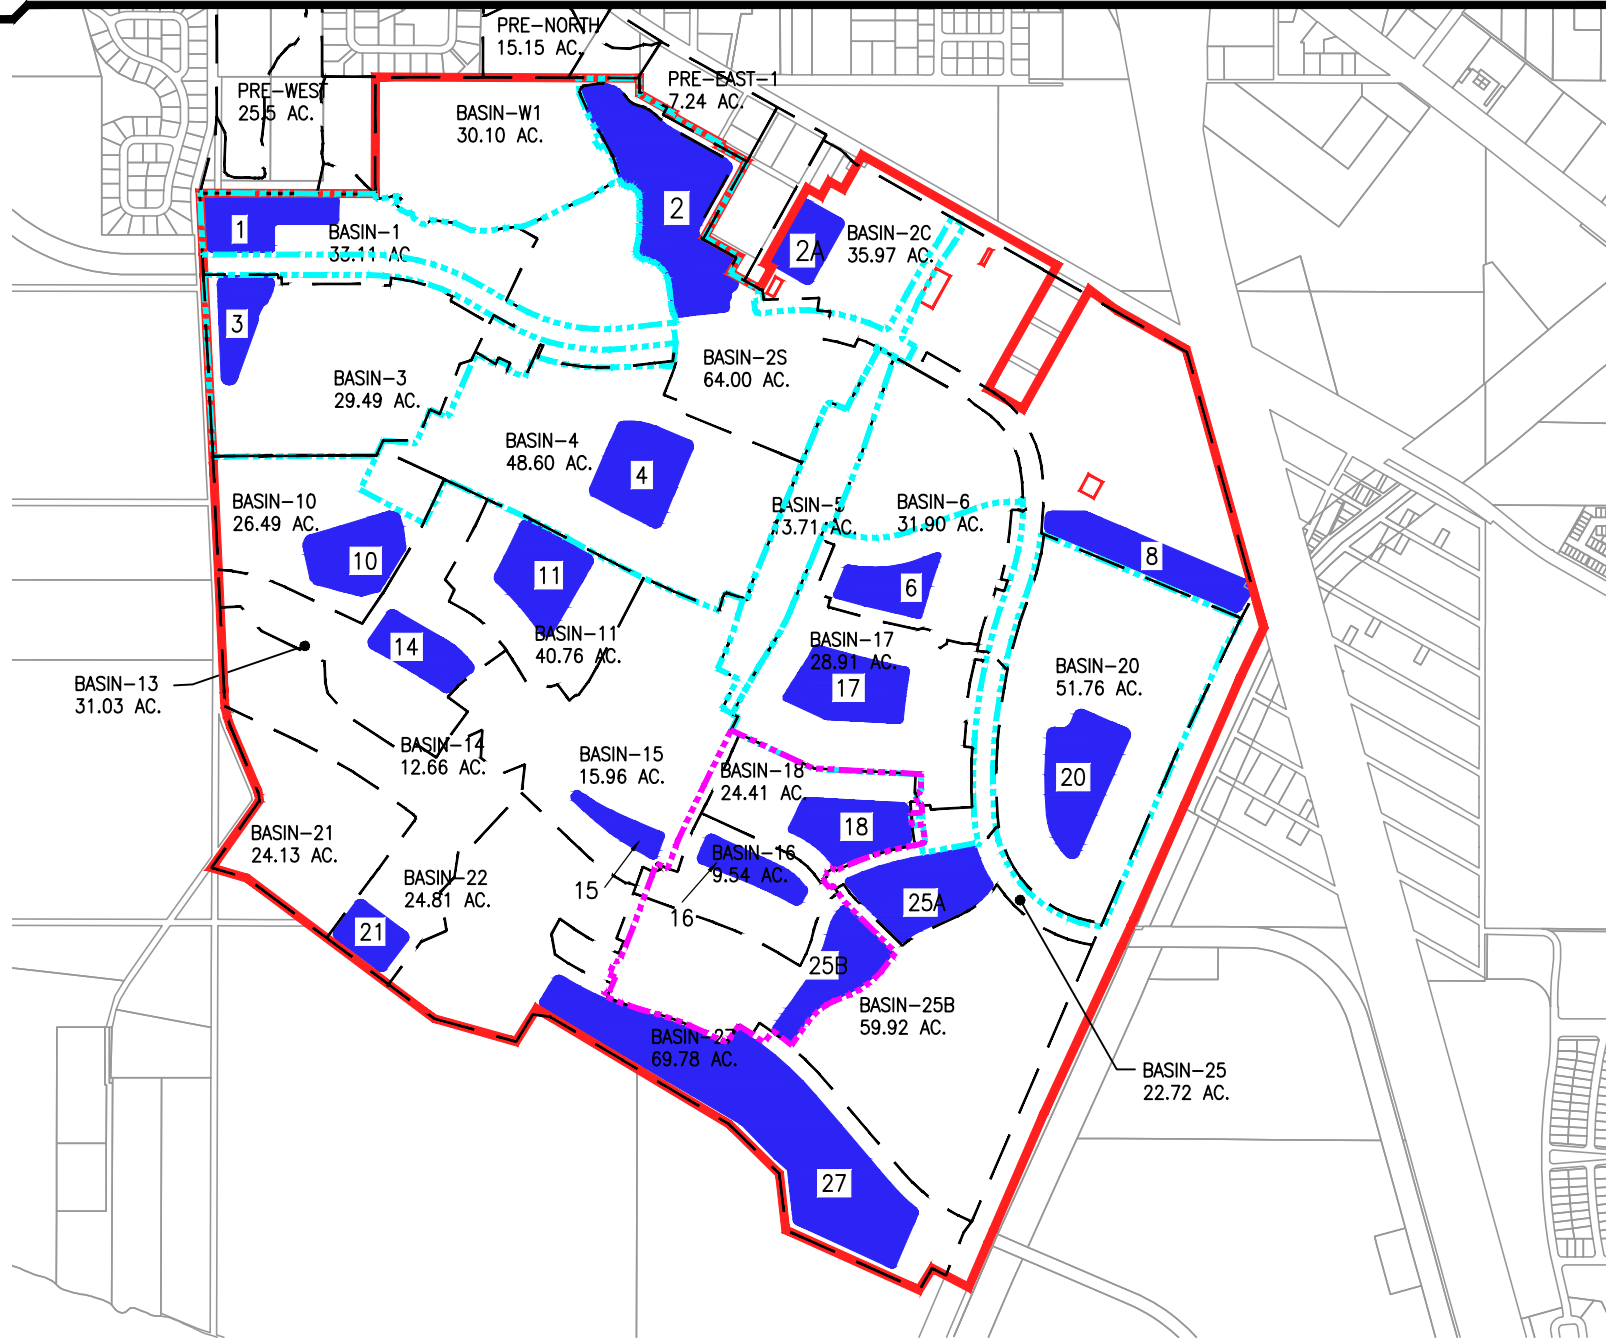 PRE-NORTH
15.15 AC.
PRE-WEST
25.5 AC.
PRE-EAST-1
7.24 AC.
BASIN-W1
30.10 AC.
1
BASIN-1
33.11 AC
2
2A
BASIN-2C
35.97 AC.
3
BASIN-3
29.49 AC.
BASIN-2S
64.00 AC.
BASIN-4
48.60 AC.
4
BASIN-10
26.49 AC.
10
11
BASIN-5
13.71 AC.
BASIN-6
31.90 AC.
6
8
BASIN-11
40.76 AC.
14
BASIN-13
31.03 AC.
BASIN-17
28.91 AC.
17
BASIN-20
51.76 AC.
20
BASIN-14
12.66 AC.
BASIN-15
15.96 AC.
BASIN-18
24.41 AC.
18
BASIN-21
24.13 AC.
BASIN-22
24.81 AC.
21
15
BASIN-16
9.54 AC.
16
25A
25B
BASIN-25B
59.92 AC.
BASIN-27
69.78 AC.
BASIN-25
22.72 AC.
27